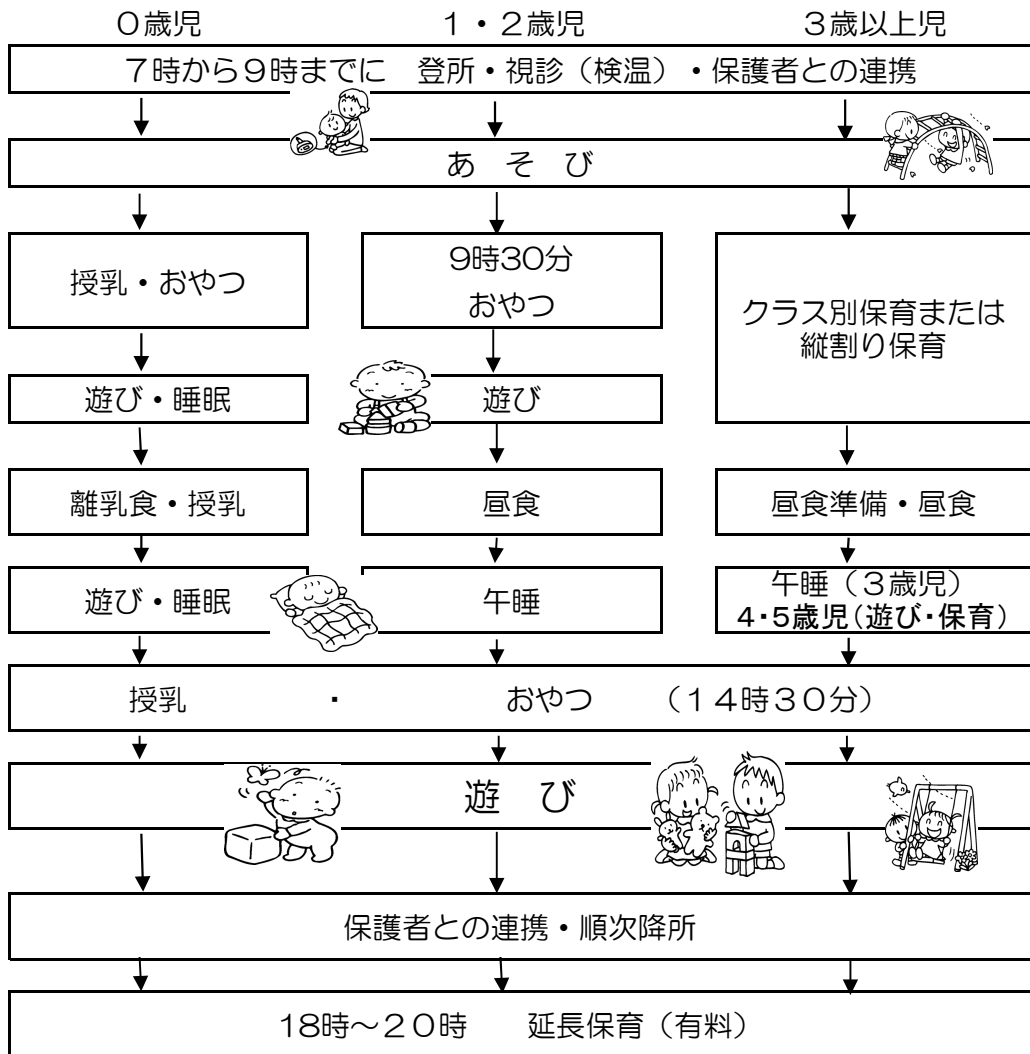 ０歳児　１・２歳児　３歳以上児
７時から９時までに　登所・視診（検温）・保護者との連携
あ　そ　び
授乳・おやつ
9時30分
おやつ
クラス別保育または
縦割り保育
遊び・睡眠
遊び
離乳食・授乳
昼食
昼食準備・昼食
遊び・睡眠
午睡
午睡（３歳児）
4・5歳児（遊び・保育）
授乳　・　おやつ　（１４時３０分）
遊　び
保護者との連携・順次降所
18時～２０時　延長保育（有料）